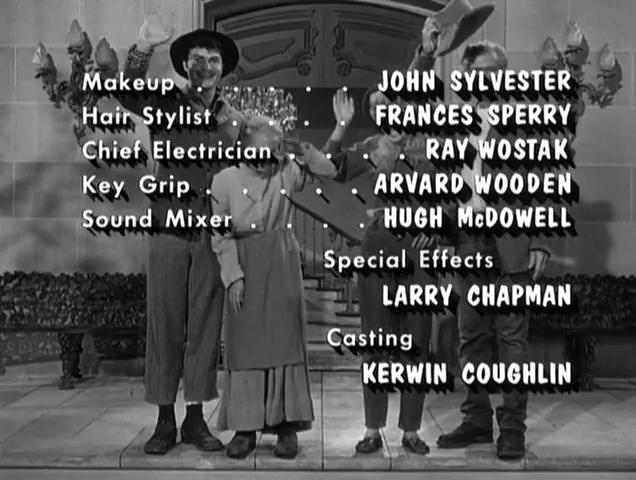 Makeup . . . . . JOHN SYLVESTER
Hair Stylist . . . . FRANCES SPERRY
Chief Electrician . . . . RAY WOSTAK
Key Grip . . . . . ARVARD WOODEN
Sound Mixer . . . . HUGH McDOWELL
Special Effects
LARRY CHAPMAN
Casting
KERWIN COUGHLIN